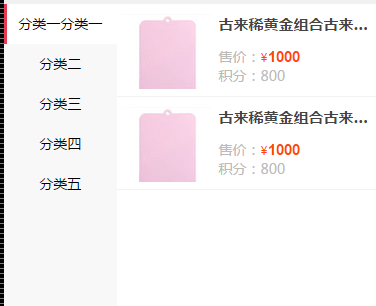 分类一分类一
分类二
分类三
分类四
分类五
古来稀黄金组合古来...
售价：¥1000
积分：800
古来稀黄金组合古来...
售价：¥1000
积分：800